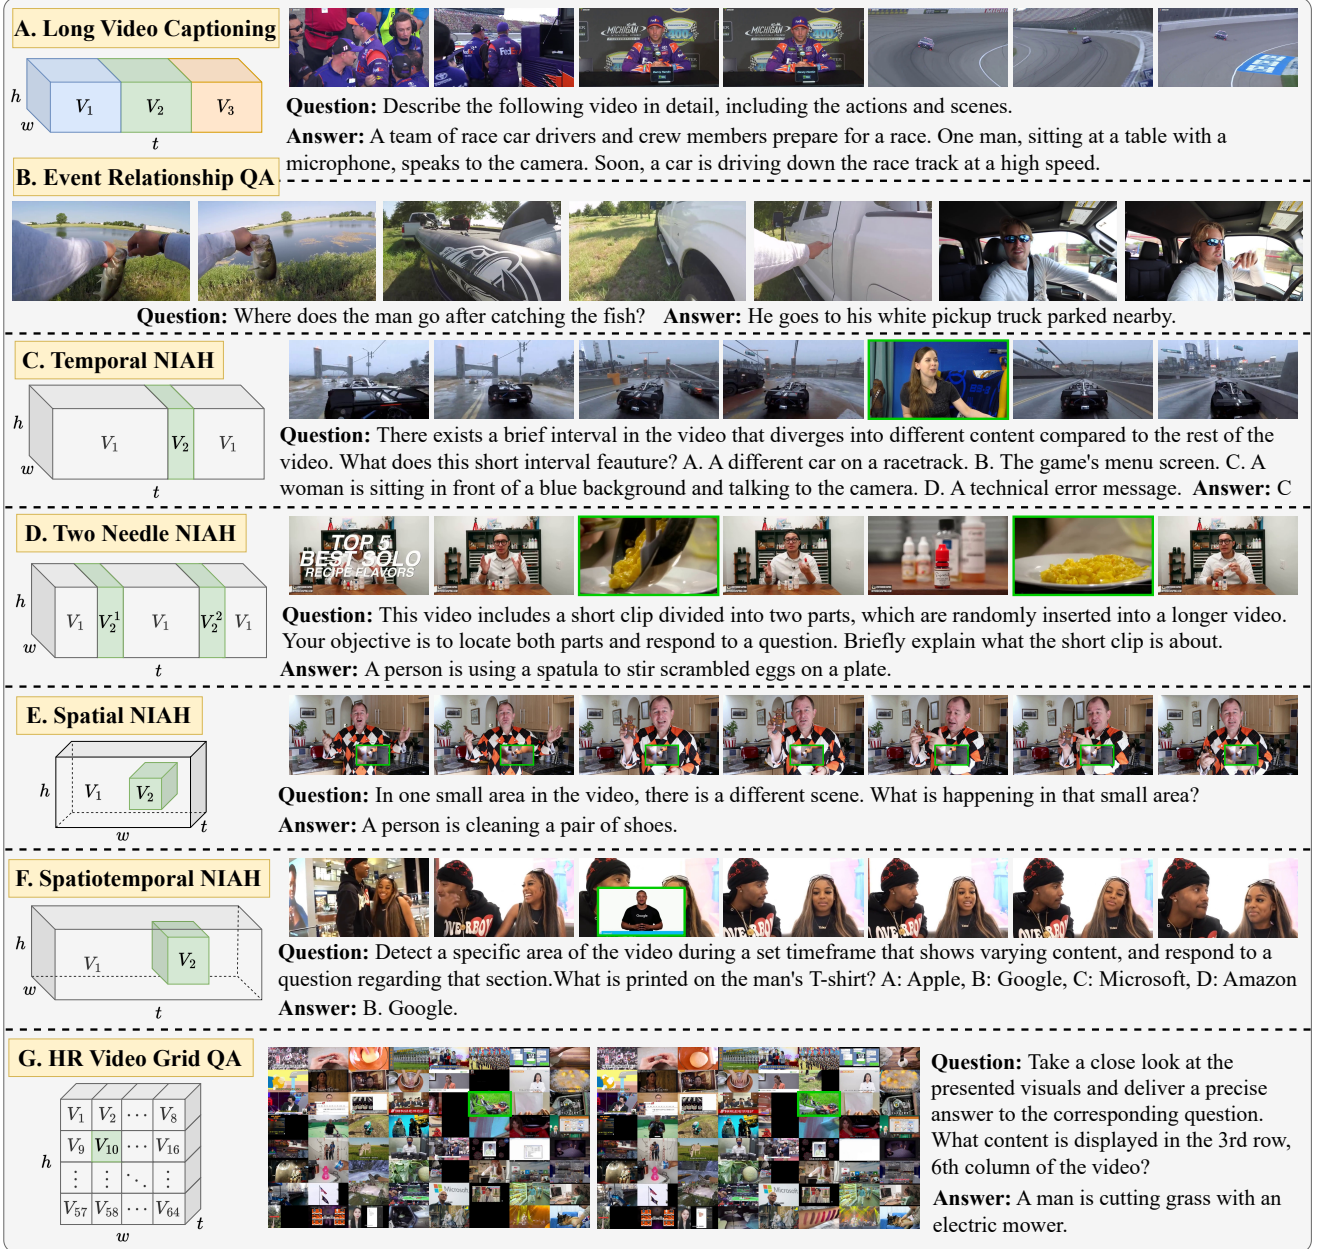 A. Long Video Captioning
h
w
t
V1 V2 V3
MICHIGAN
400
MICHIGAN
400
FedEx
Question: Describe the following video in detail, including the actions and scenes.
Answer: A team of race car drivers and crew members prepare for a race. One man, sitting at a table with a
microphone, speaks to the camera. Soon, a car is driving down the race track at a high speed.
B. Event Relationship QA
Question: Where does the man go after catching the fish? Answer: He goes to his white pickup truck parked nearby.
C. Temporal NIAH
h
w
t
V1 V2 V1
Question: There exists a brief interval in the video that diverges into different content compared to the rest of the
video. What does this short interval feauture? A. A different car on a racetrack. B. The game's menu screen. C. A
woman is sitting in front of a blue background and talking to the camera. D. A technical error message. Answer: C
D. Two Needle NIAH
h
w
t
V1 V2^1 V1 V2^2 V1
TOP 5
BEST SOLO
RECIPE FLAVORS
Question: This video includes a short clip divided into two parts, which are randomly inserted into a longer video.
Your objective is to locate both parts and respond to a question. Briefly explain what the short clip is about.
Answer: A person is using a spatula to stir scrambled eggs on a plate.
E. Spatial NIAH
h
w
t
V1 V2
Question: In one small area in the video, there is a different scene. What is happening in that small area?
Answer: A person is cleaning a pair of shoes.
F. Spatiotemporal NIAH
h
w
t
V1 V2
Google
Question: Detect a specific area of the video during a set timeframe that shows varying content, and respond to a
question regarding that section.What is printed on the man's T-shirt? A: Apple, B: Google, C: Microsoft, D: Amazon
Answer: B. Google.
G. HR Video Grid QA
V1 V2 ··· V8
V9 V10 ··· V16
⋮ ⋮ ⋱ ⋮
V57 V58 ··· V64
h
w
t
Microsoft
Microsoft
Question: Take a close look at the
presented visuals and deliver a precise
answer to the corresponding question.
What content is displayed in the 3rd row,
6th column of the video?
Answer: A man is cutting grass with an
electric mower.